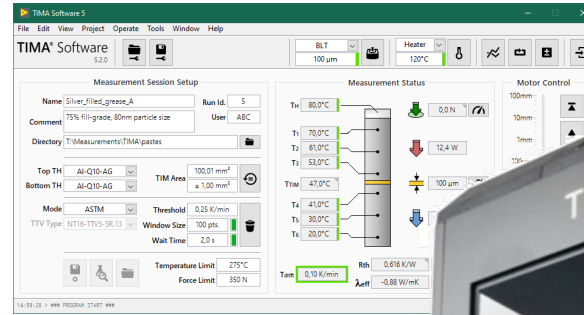 TIMA Software 5
File Edit View Project Operate Tools Window Help
TIMA® Software
5.2.0
BLT
100 µm
Heater
120°C
Measurement Session Setup
Name Silver_filled_grease_A Run Id. 5
Comment 75% fill-grade, 80nm particle size User ABC
Directory T:\Measurements\TIMA\pastes
Top TH Al-Q10-AG TIM Area 100,01 mm²
Bottom TH Al-Q10-AG ± 1,00 mm²
Mode ASTM Threshold 0,25 K/min
TTV Type NT16-TTV5-SR.13 Window Size 100 pts.
Wait Time 2,0 s
Temperature Limit 275°C
Force Limit 350 N
Measurement Status
TH 80,0°C 0,0 N
T1 70,0°C
T2 61,0°C 12,4 W
T3 53,0°C
TTIM 47,0°C 100 µm
T4 41,0°C
T5 30,0°C
T6 20,0°C
Tdrift 0,10 K/min Rth 0,616 K/W
λeff -0,88 W/mK
Motor Control
100mm
10mm
1mm
14:59:28 > ### PROGRAM START ###
T